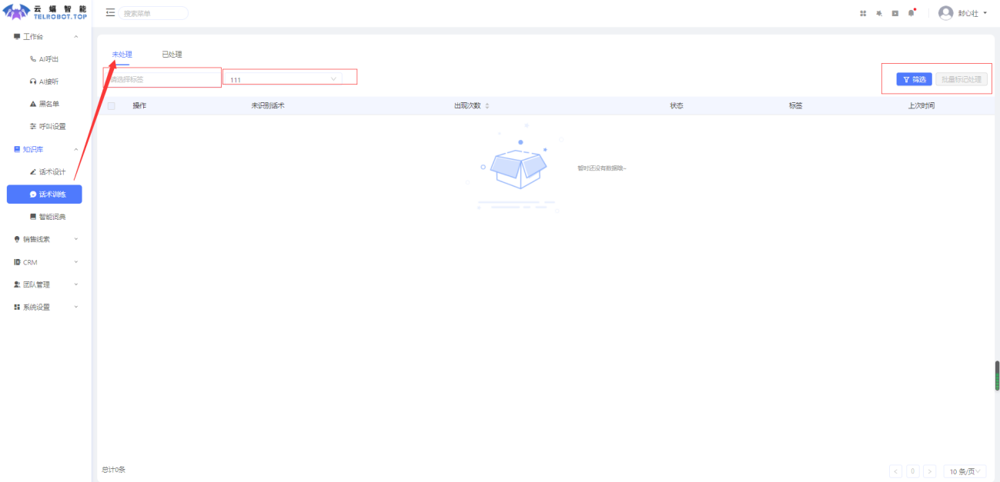 云蝠智能
TELROBOT.TOP
搜索菜单
封心壮
工作台
AI呼出
AI接听
黑名单
呼叫设置
知识库
话术设计
话术训练
智能词典
销售线索
CRM
团队管理
系统设置
未处理 已处理
请选择标签 111 筛选 批量标记处理
操作 未识别话术 出现次数 状态 标签 上次时间
暂时还没有数据哦~
总计0条 < 0 > 10 条/页